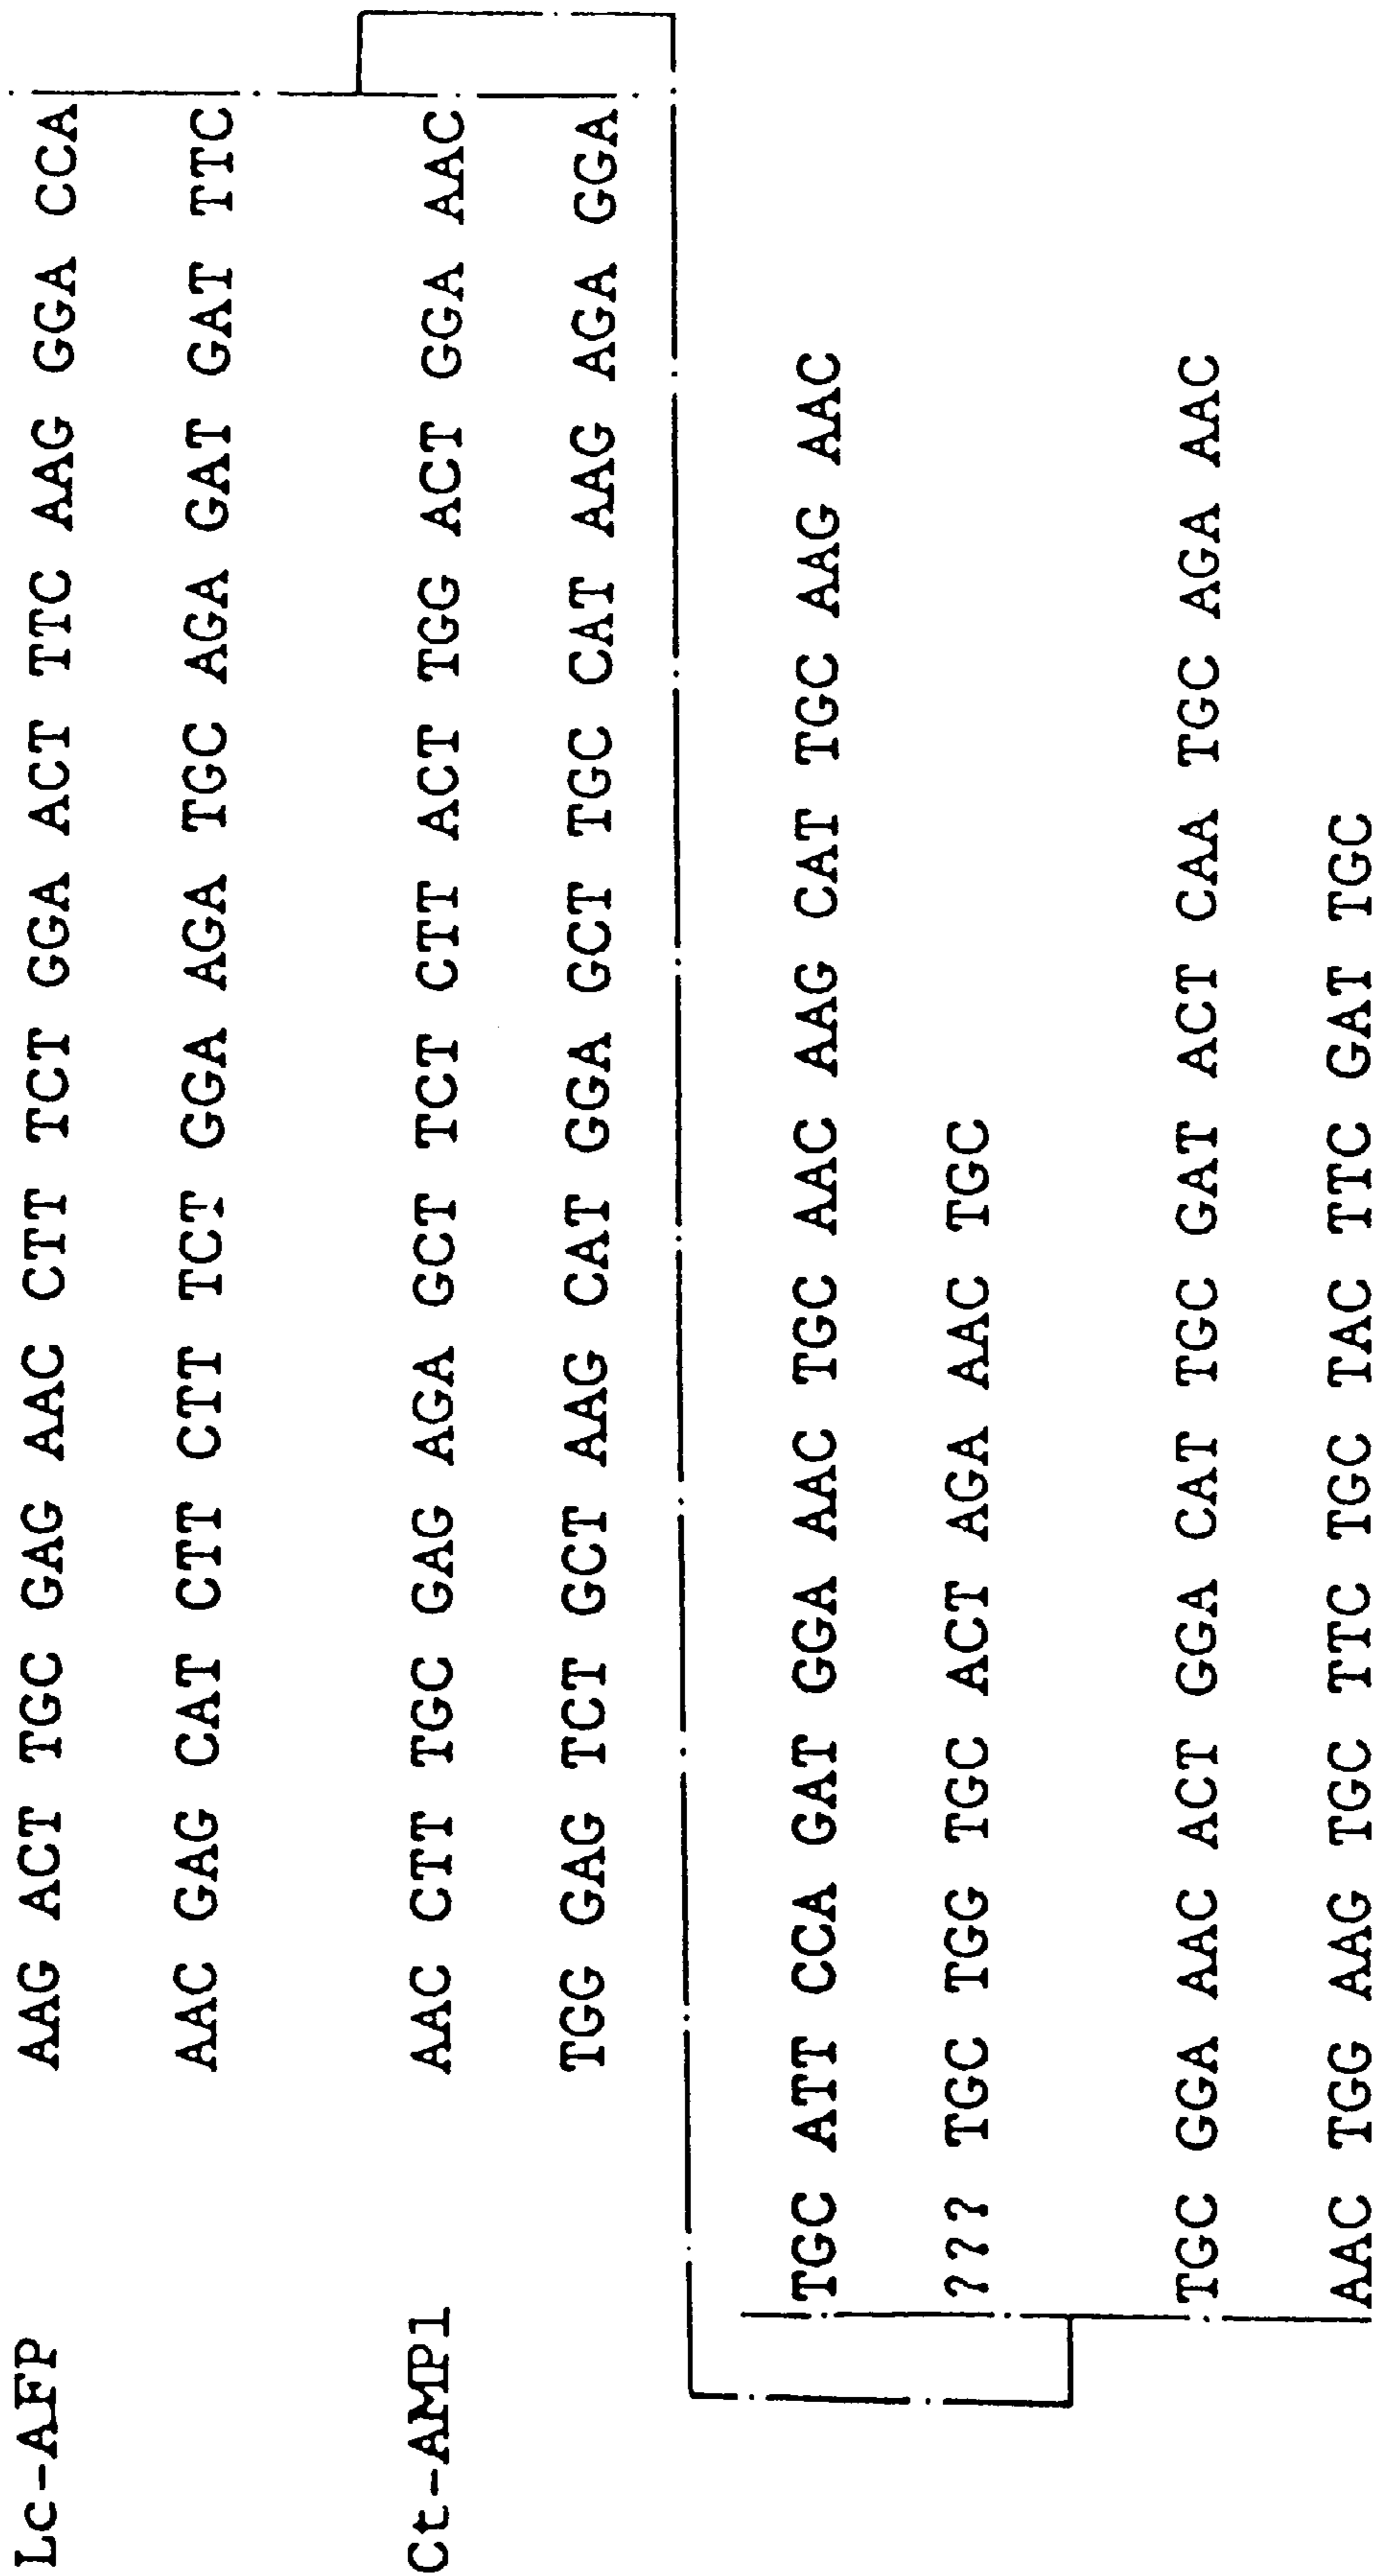 Lc-AFP AAG ACT TGC GAG AAC CTT TCT GGA ACT TTC AAG GGA CCA
AAC GAG CAT CTT CTT TCT GGA AGA TGC AGA GAT GAT TTC
Ct-AMP1 AAC CTT TGC GAG AGA GCT TCT CTT ACT TGG ACT GGA AAC
TGG GAG TCT GCT AAG CAT GGA GCT TGC CAT AAG AGA GGA
TGC ATT CCA GAT GGA AAC TGC AAC AAG CAT TGC AAG AAC
??? TGC TGG TGC ACT AGA AAC TGC
TGC GGA AAC ACT GGA CAT TGC GAT ACT CAA TGC AGA AAC
AAC TGG AAG TGC TTC TGC TAC TTC GAT TGC